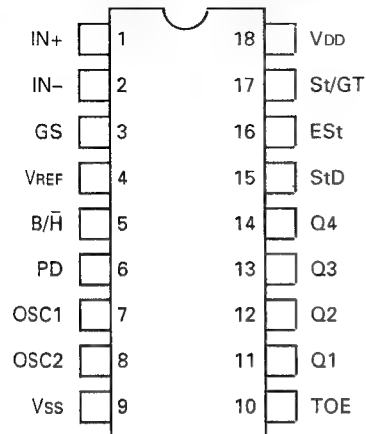 IN+ 1 18 VDD
IN- 2 17 St/GT
GS 3 16 ESt
VREF 4 15 StD
B/H̅ 5 14 Q4
PD 6 13 Q3
OSC1 7 12 Q2
OSC2 8 11 Q1
Vss 9 10 TOE